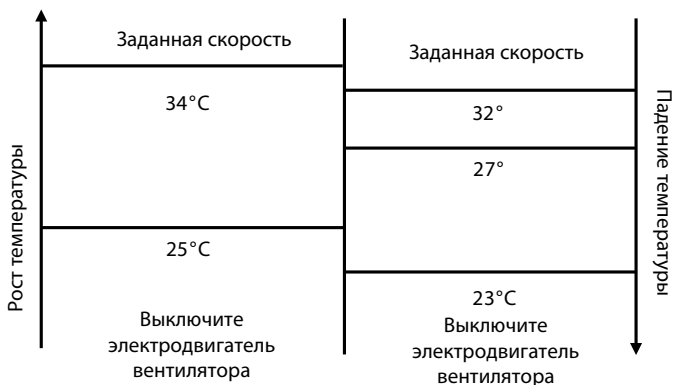 Рост температуры
Заданная скорость
34°C
25°C
Выключите
электродвигатель
вентилятора
Заданная скорость
32°
27°
23°C
Выключите
электродвигатель
вентилятора
Падение температуры